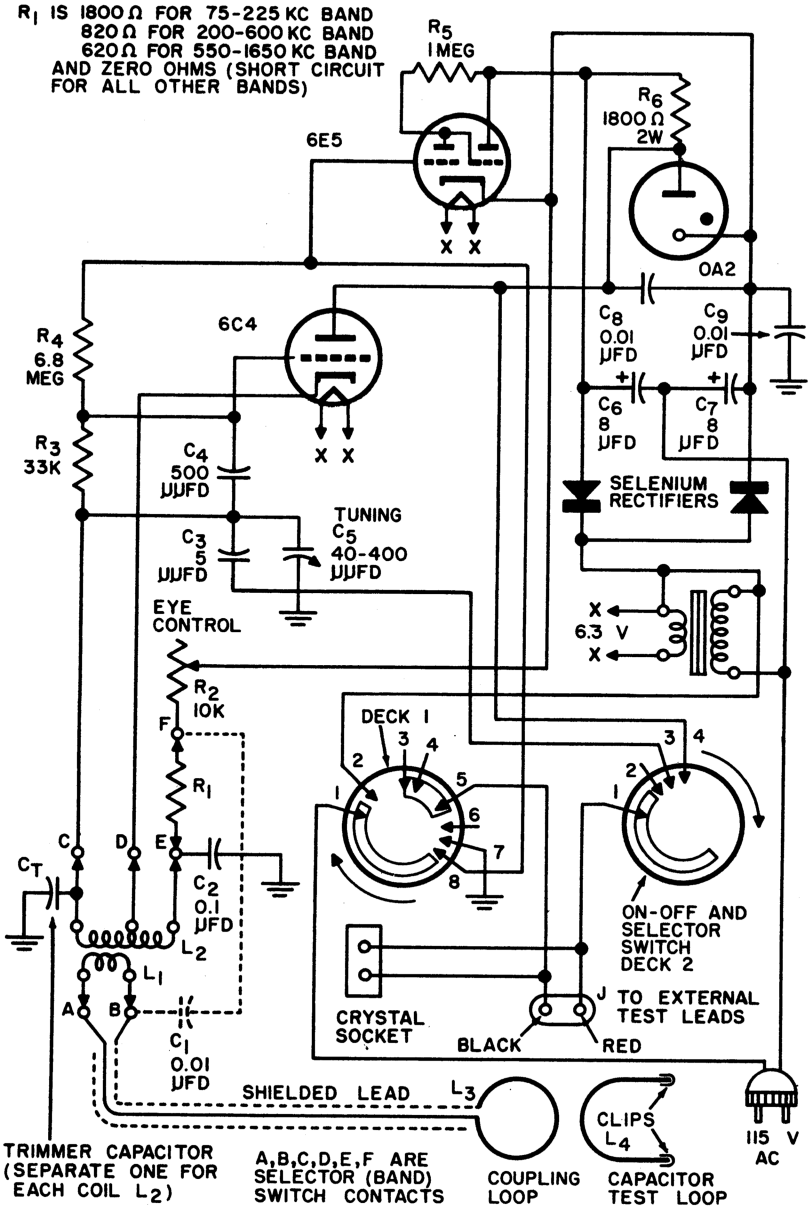 R1 IS 1800Ω FOR 75-225 KC BAND
820Ω FOR 200-600 KC BAND
620Ω FOR 550-1650 KC BAND
AND ZERO OHMS (SHORT CIRCUIT
FOR ALL OTHER BANDS)
R5
1 MEG
6E5
R6
1800Ω
2W
X X
OA2
6C4
R4
6.8
MEG
C8
0.01
µFD
C9
0.01
µFD
+
+
C6
8
µFD
C7
8
µFD
R3
33K
C4
500
µµFD
X X
SELENIUM
RECTIFIERS
C3
5
µµFD
TUNING
C5
40-400
µµFD
EYE
CONTROL
X
6.3 V
X
R2
10K
F
DECK 1
1
2
3
4
5
6
7
8
1
2
3
4
R1
C
D
E
CT
C2
0.1
µFD
L2
L1
ON-OFF AND
SELECTOR
SWITCH
DECK 2
A
B
C1
0.01
µFD
CRYSTAL
SOCKET
J TO EXTERNAL
TEST LEADS
BLACK
RED
SHIELDED LEAD
L3
CLIPS
L4
115 V
AC
TRIMMER CAPACITOR
(SEPARATE ONE FOR
EACH COIL L2)
A,B,C,D,E,F ARE
SELECTOR (BAND)
SWITCH CONTACTS
COUPLING
LOOP
CAPACITOR
TEST LOOP